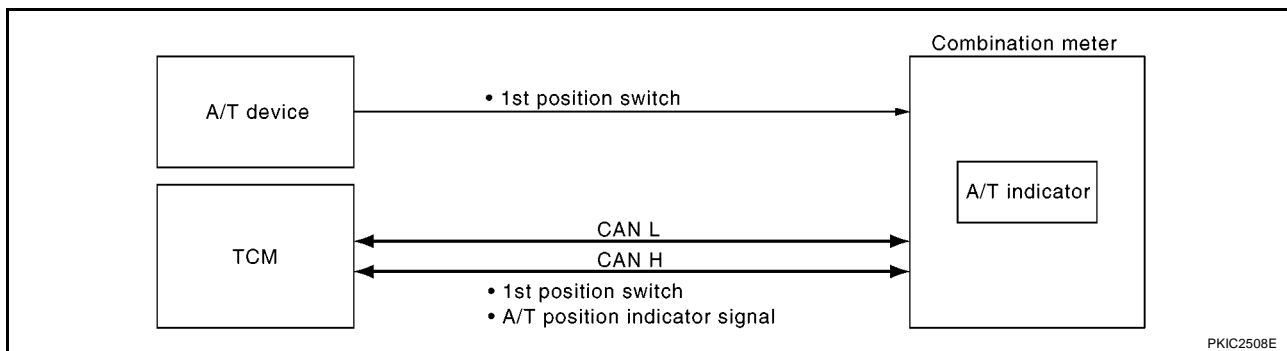 Combination meter
A/T device
• 1st position switch
A/T indicator
TCM
CAN L
CAN H
• 1st position switch
• A/T position indicator signal
PKIC2508E